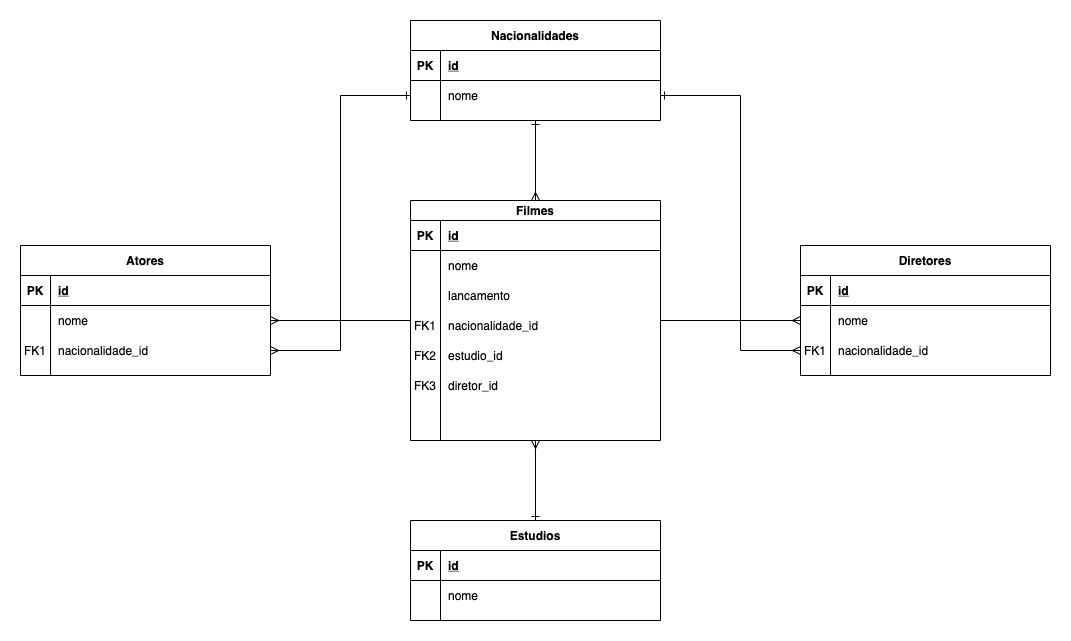 Nacionalidades
PK id
nome
Filmes
PK id
nome
lancamento
FK1 nacionalidade_id
FK2 estudio_id
FK3 diretor_id
Atores
PK id
nome
FK1 nacionalidade_id
Diretores
PK id
nome
FK1 nacionalidade_id
Estudios
PK id
nome